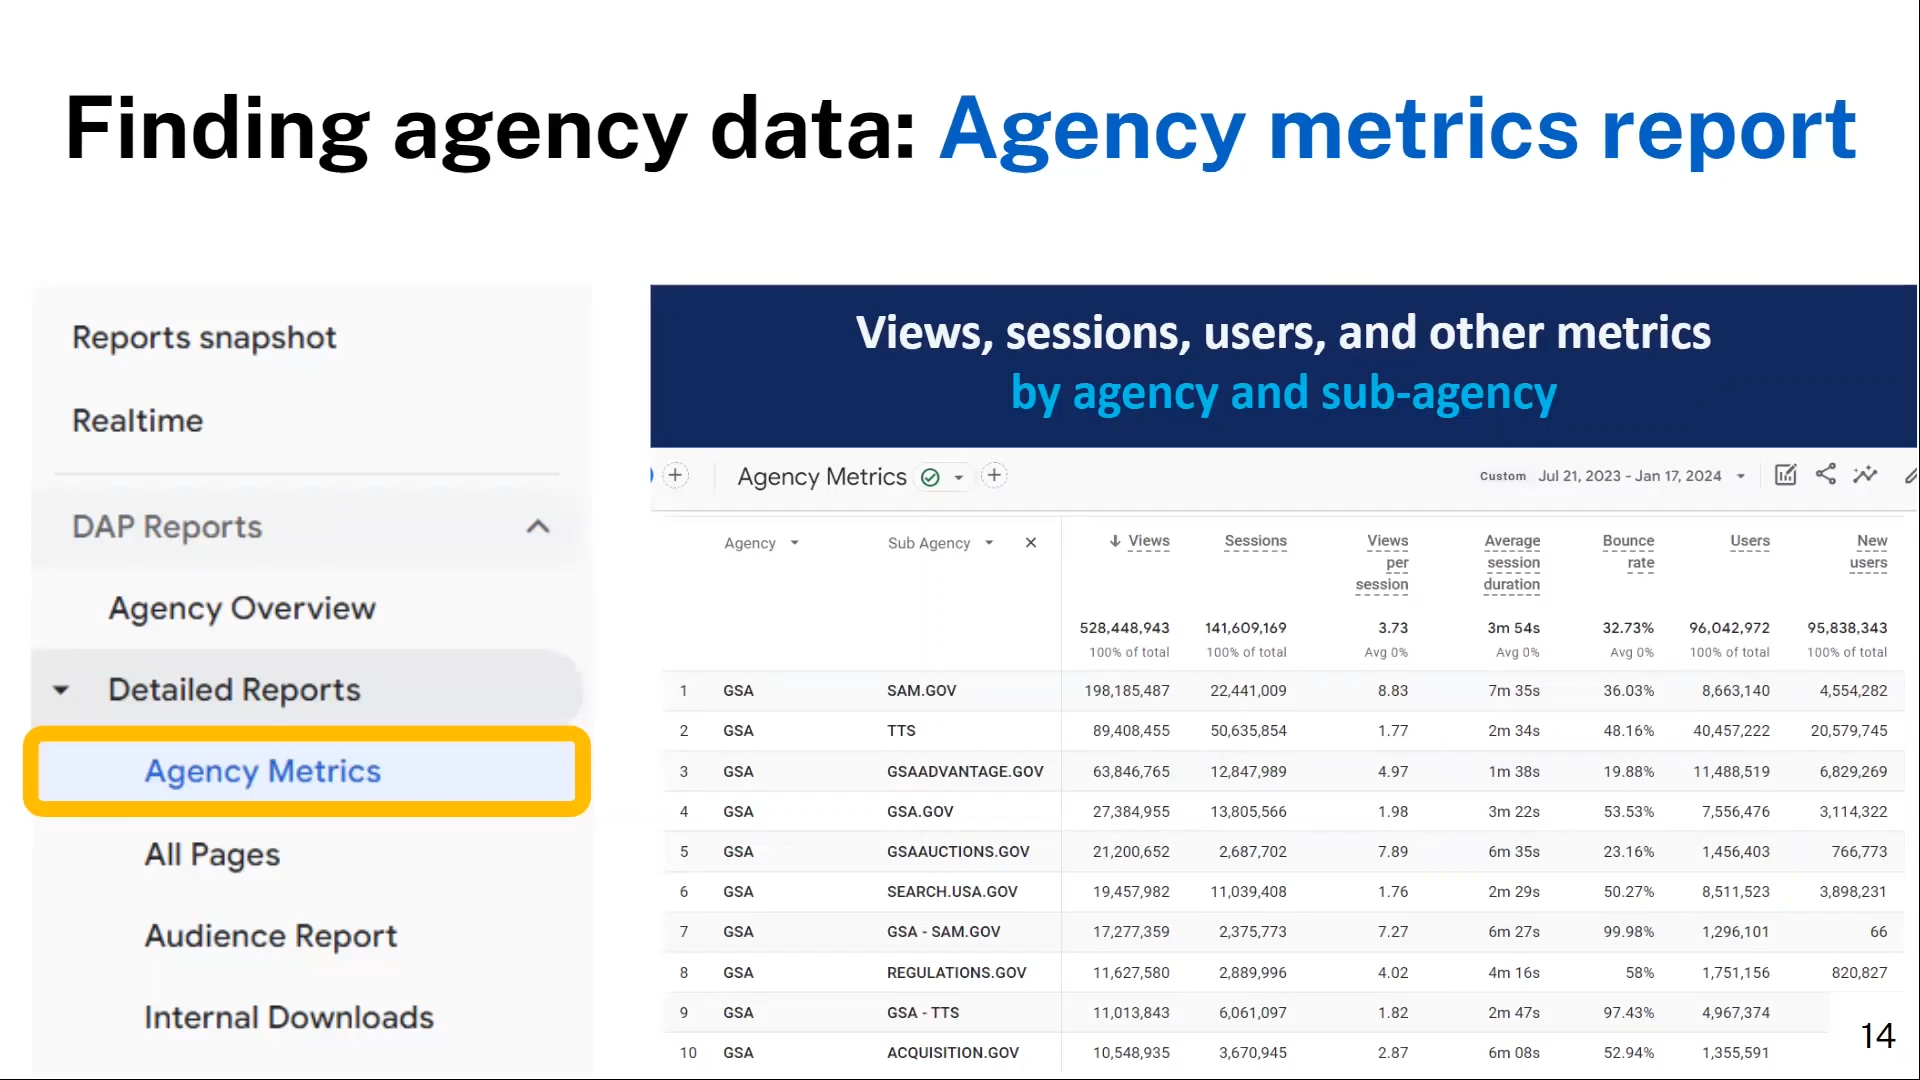 Finding agency data: Agency metrics report
Reports snapshot
Realtime
DAP Reports
Agency Overview
Detailed Reports
Agency Metrics
All Pages
Audience Report
Internal Downloads
Views, sessions, users, and other metrics
by agency and sub-agency
Agency Metrics
Custom Jul 21, 2023 - Jan 17, 2024
Agency Sub Agency Views Sessions Views per session Average session duration Bounce rate Users New users
528,448,943 141,609,169 3.73 3m 54s 32.73% 96,042,972 95,838,343
100% of total 100% of total Avg 0% Avg 0% Avg 0% 100% of total 100% of total
1 GSA SAM.GOV 198,185,487 22,441,009 8.83 7m 35s 36.03% 8,663,140 4,554,282
2 GSA TTS 89,408,455 50,635,854 1.77 2m 34s 48.16% 40,457,222 20,579,745
3 GSA GSAADVANTAGE.GOV 63,846,765 12,847,989 4.97 1m 38s 19.88% 11,488,519 6,829,269
4 GSA GSA.GOV 27,384,955 13,805,566 1.98 3m 22s 53.53% 7,556,476 3,114,322
5 GSA GSAAUCTIONS.GOV 21,200,652 2,687,702 7.89 6m 35s 23.16% 1,456,403 766,773
6 GSA SEARCH.USA.GOV 19,457,982 11,039,408 1.76 2m 29s 50.27% 8,511,523 3,898,231
7 GSA GSA - SAM.GOV 17,277,359 2,375,773 7.27 6m 27s 99.98% 1,296,101 66
8 GSA REGULATIONS.GOV 11,627,580 2,889,996 4.02 4m 16s 58% 1,751,156 820,827
9 GSA GSA - TTS 11,013,843 6,061,097 1.82 2m 47s 97.43% 4,967,374
10 GSA ACQUISITION.GOV 10,548,935 3,670,945 2.87 6m 08s 52.94% 1,355,591
14